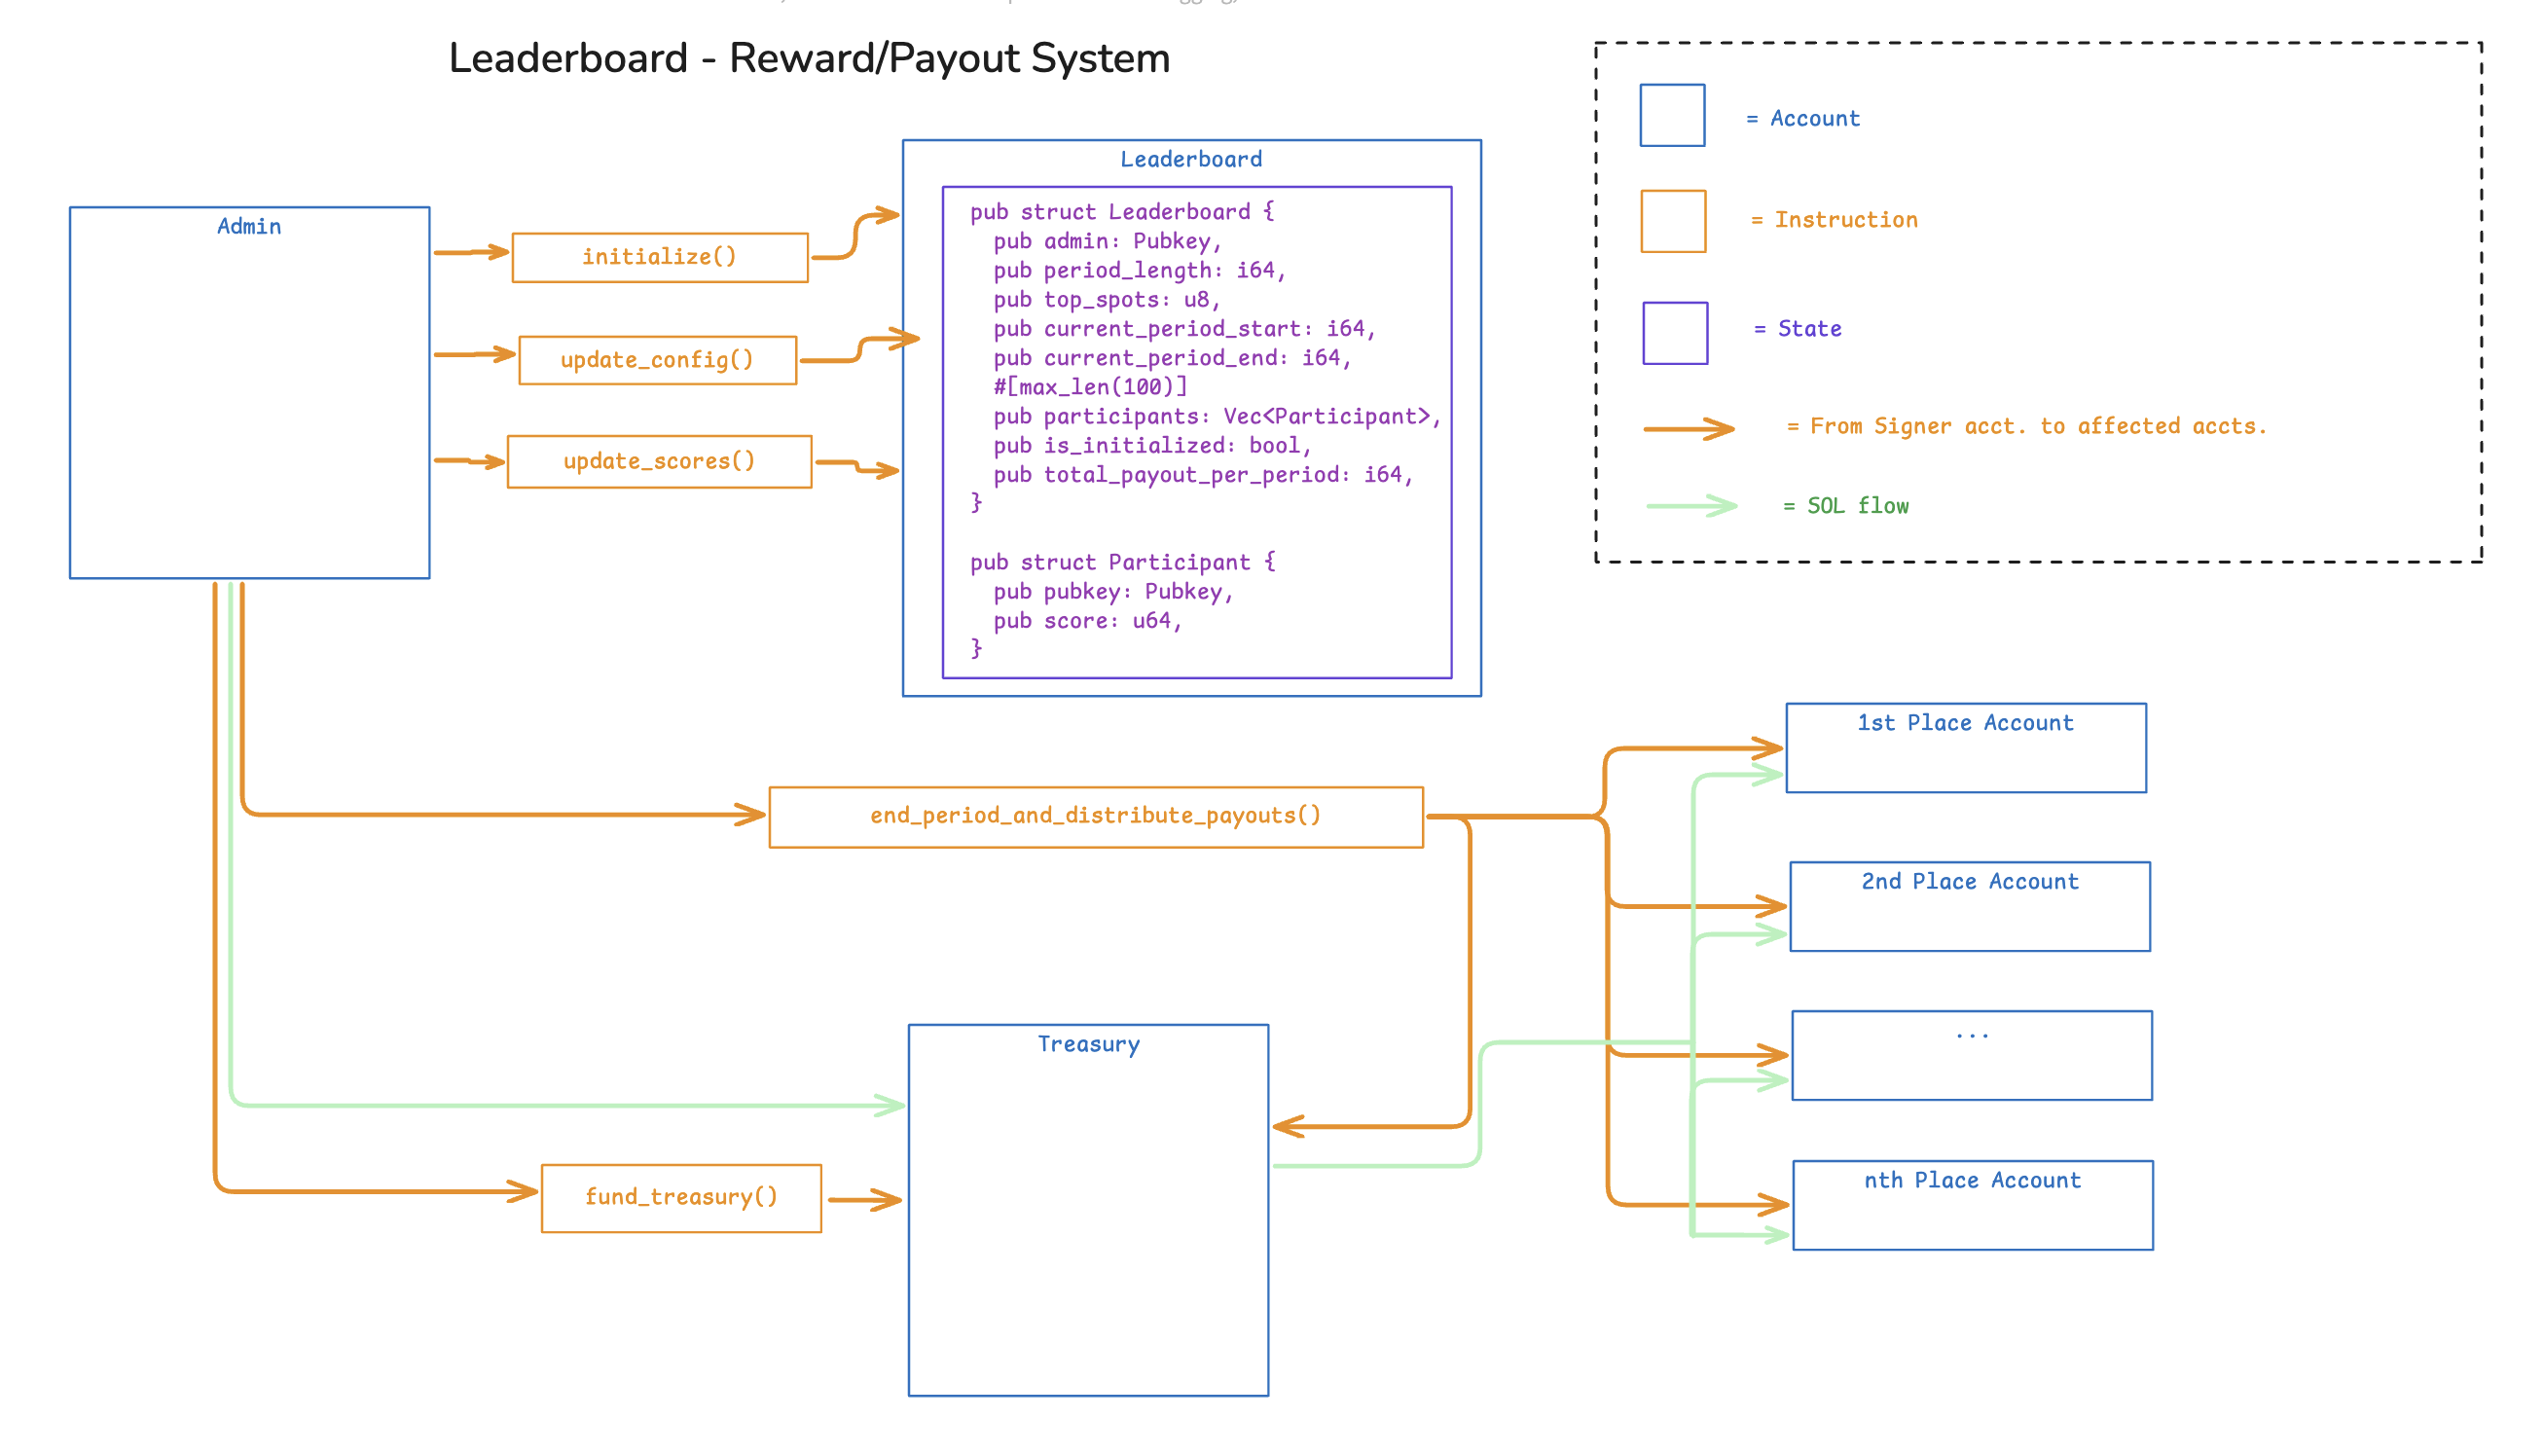 Leaderboard - Reward/Payout System
= Account
= Instruction
= State
= From Signer acct. to affected accts.
= SOL flow
Admin
initialize()
update_config()
update_scores()
Leaderboard
pub struct Leaderboard {
  pub admin: Pubkey,
  pub period_length: i64,
  pub top_spots: u8,
  pub current_period_start: i64,
  pub current_period_end: i64,
  #[max_len(100)]
  pub participants: Vec<Participant>,
  pub is_initialized: bool,
  pub total_payout_per_period: i64,
}
pub struct Participant {
  pub pubkey: Pubkey,
  pub score: u64,
}
end_period_and_distribute_payouts()
1st Place Account
2nd Place Account
...
nth Place Account
Treasury
fund_treasury()